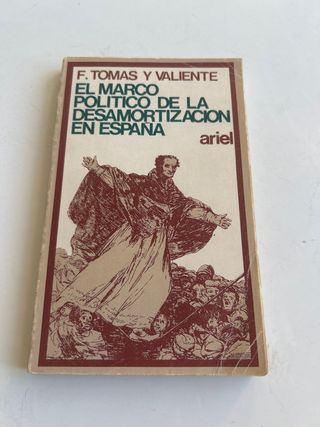 F. TOMAS Y VALIENTE
EL MARCO
POLITICO DE LA
DESAMORTIZACION
EN ESPAÑA
ariel